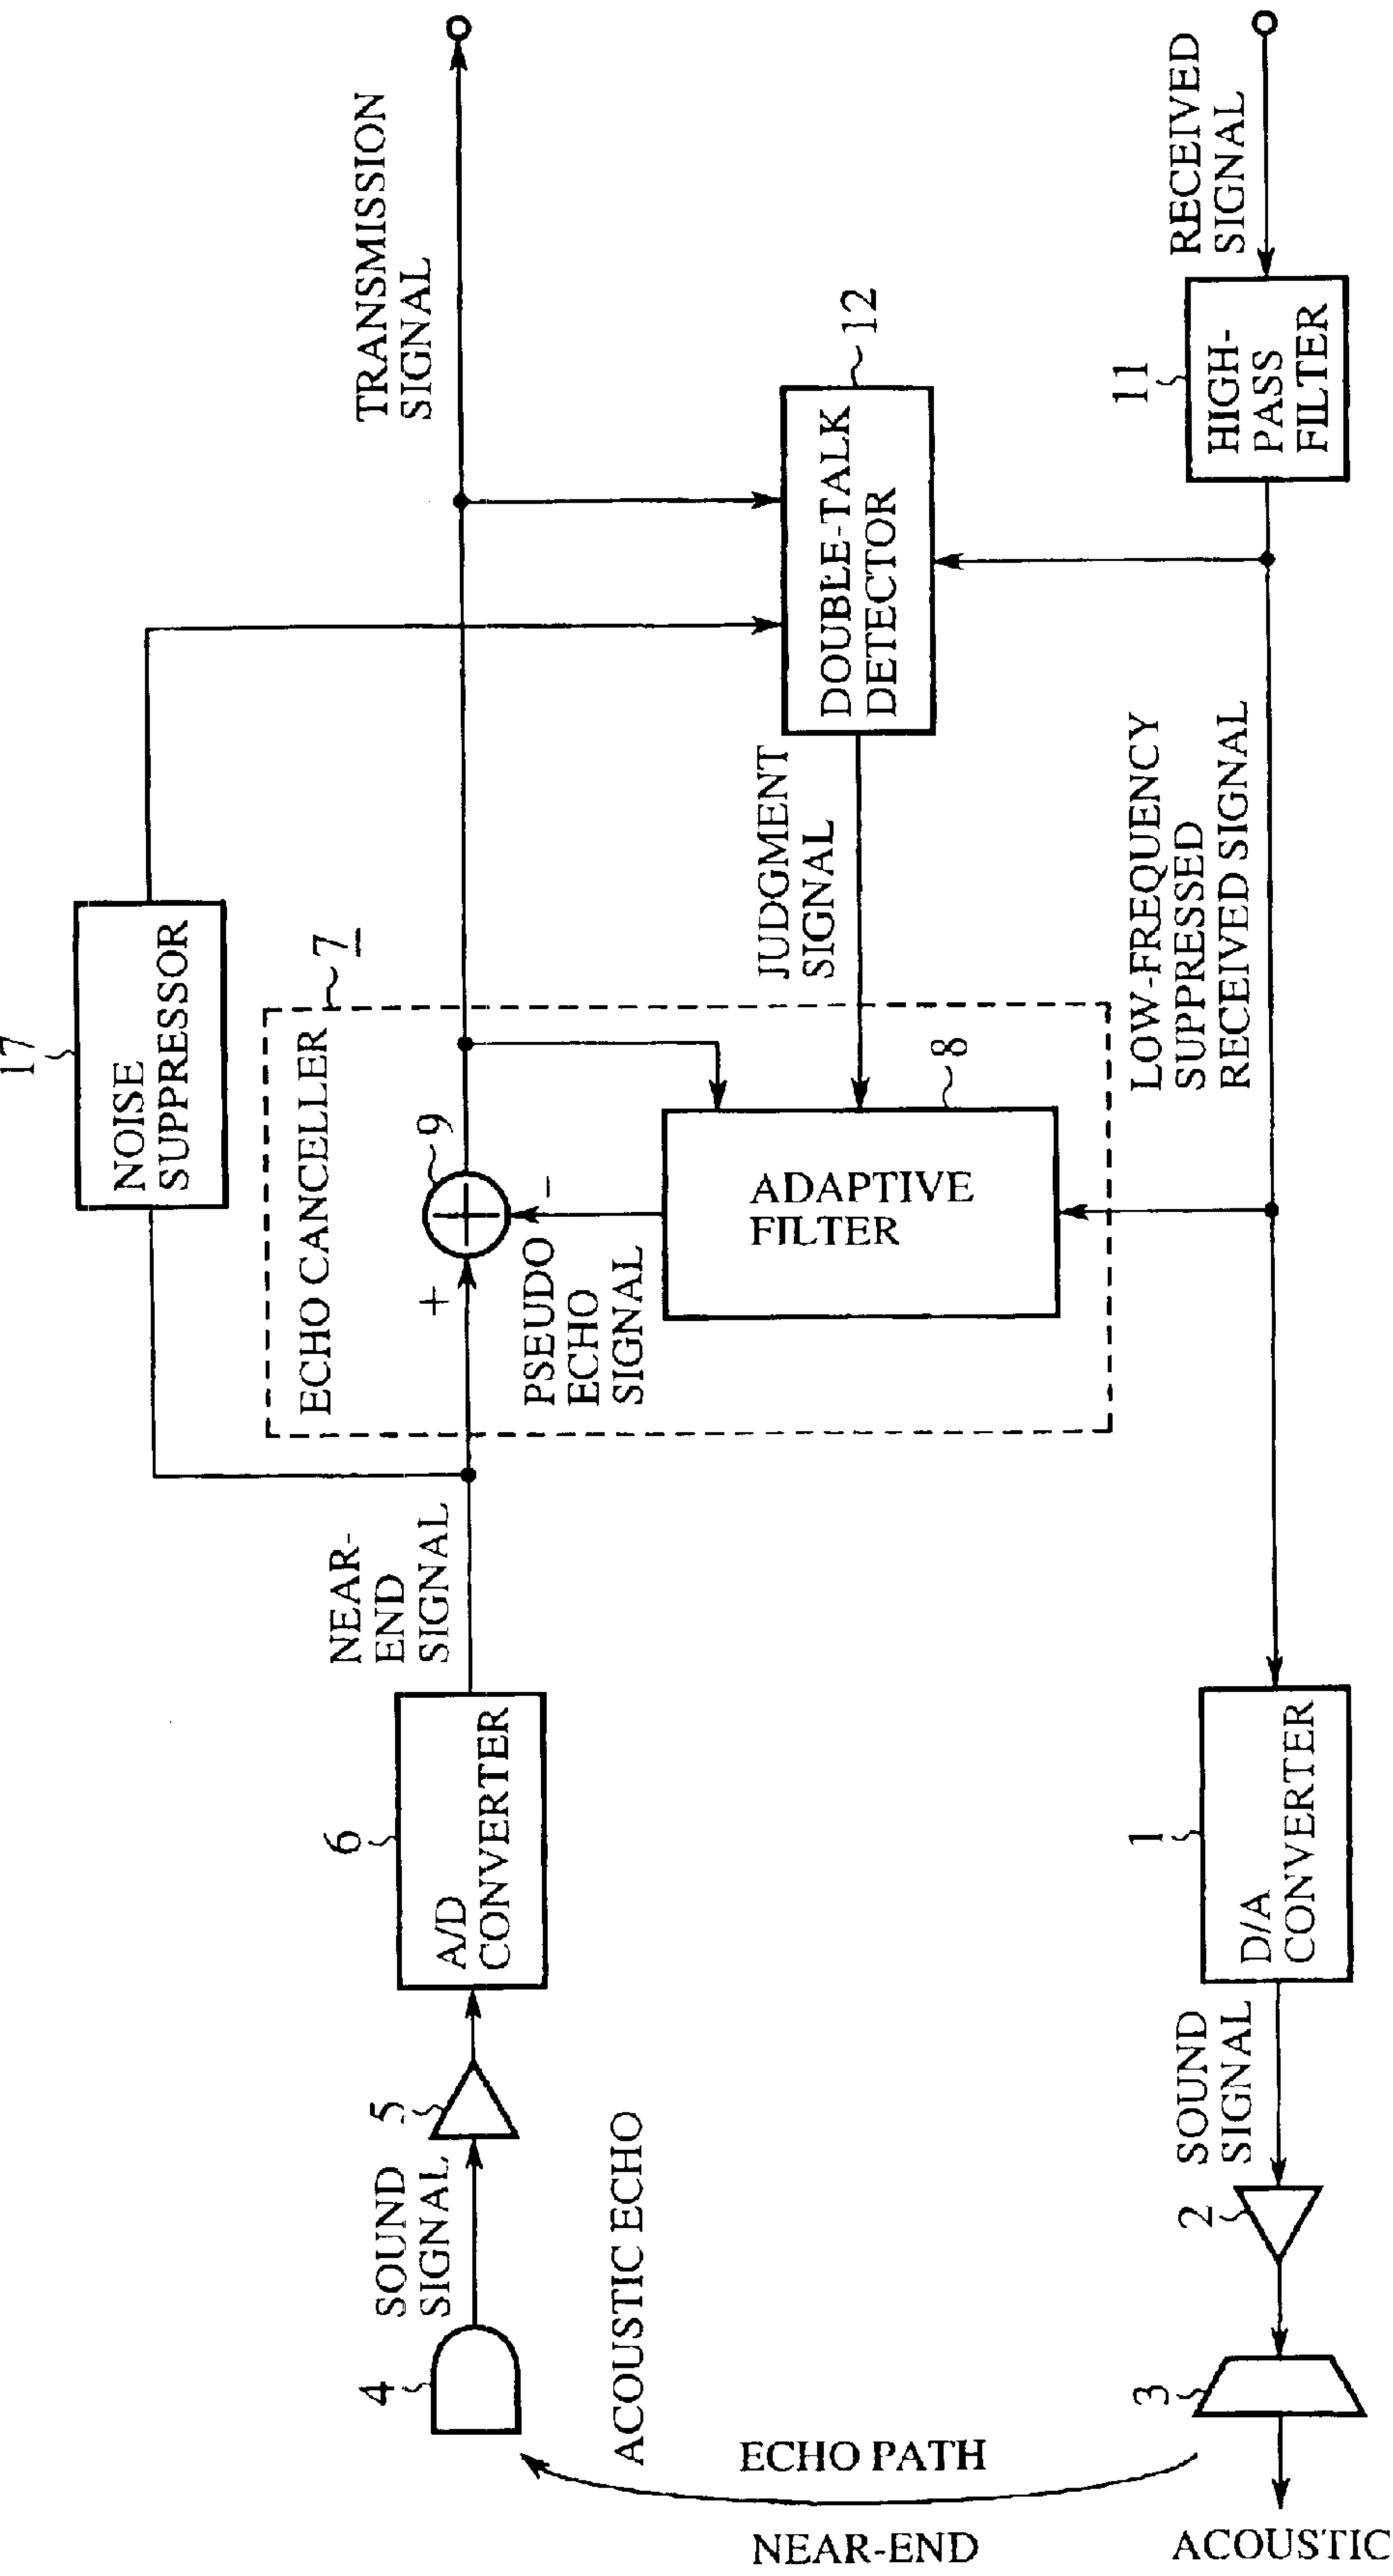 17
NOISE
SUPPRESSOR
TRANSMISSION
SIGNAL
ECHO CANCELLER
7
9
+
-
PSEUDO
ECHO
SIGNAL
ADAPTIVE
FILTER
8
JUDGMENT
SIGNAL
DOUBLE-TALK
DETECTOR
12
RECEIVED
SIGNAL
11
HIGH-
PASS
FILTER
LOW-FREQUENCY
SUPPRESSED
RECEIVED SIGNAL
NEAR-
END
SIGNAL
6
A/D
CONVERTER
5
SOUND
SIGNAL
4
ACOUSTIC ECHO
1
D/A
CONVERTER
SOUND
SIGNAL
2
3
ECHO PATH
NEAR-END
ACOUSTIC